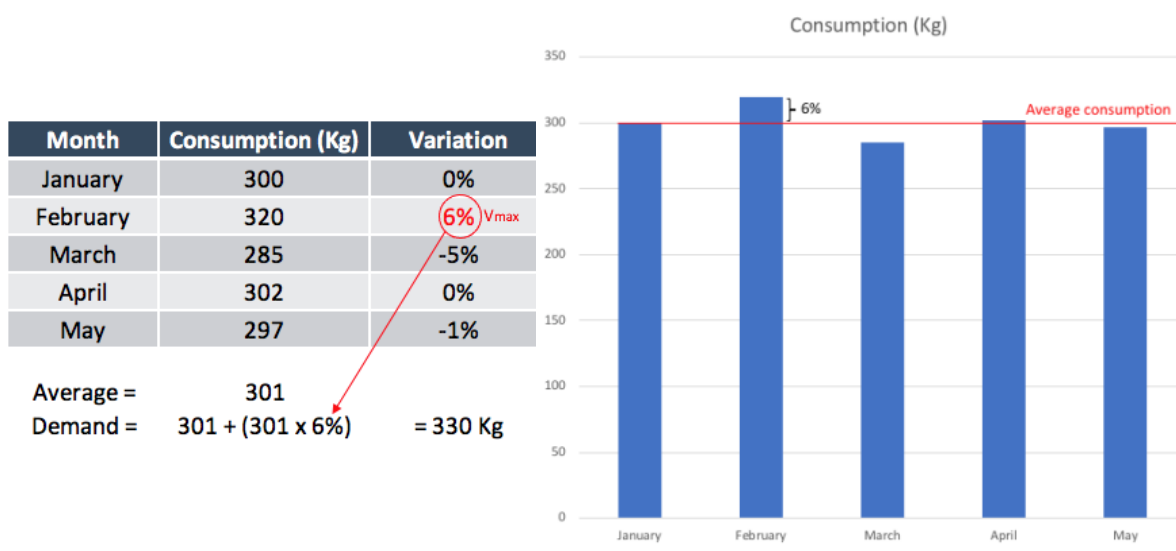 Month Consumption (Kg) Variation
January 300 0%
February 320 6% Vmax
March 285 -5%
April 302 0%
May 297 -1%
Average = 301
Demand = 301 + (301 x 6%) = 330 Kg
Consumption (Kg)
350
300
250
200
150
100
50
0
6%
Average consumption
January February March April May